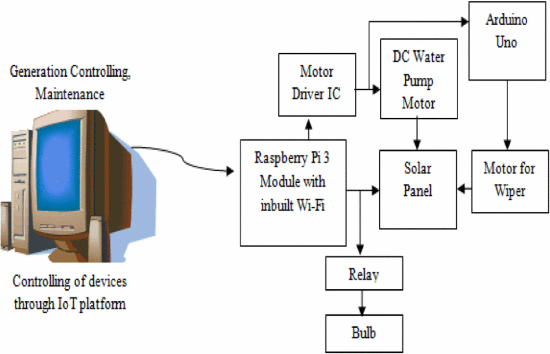 Generation Controlling,
Maintenance
Controlling of devices
through IoT platform
Raspberry Pi 3
Module with
inbuilt Wi-Fi
Motor
Driver IC
DC Water
Pump
Motor
Arduino
Uno
Solar
Panel
Motor for
Wiper
Relay
Bulb